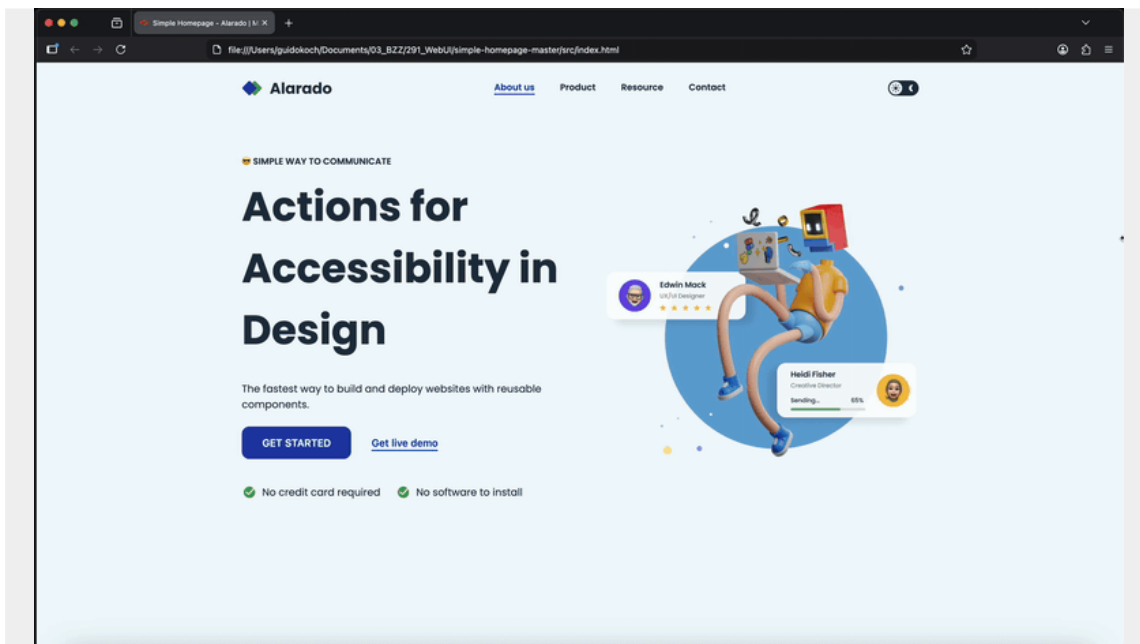 Simple Homepage - Alarado | M
file:///Users/guidokoch/Documents/03_BZZ/291_WebUI/simple-homepage-master/src/index.html
Alarado
About us Product Resource Contact
SIMPLE WAY TO COMMUNICATE
Actions for
Accessibility in
Design
Edwin Mack
UX/UI Designer
Heidi Fisher
Creative Director
Sending... 65%
The fastest way to build and deploy websites with reusable
components.
GET STARTED Get live demo
No credit card required No software to install